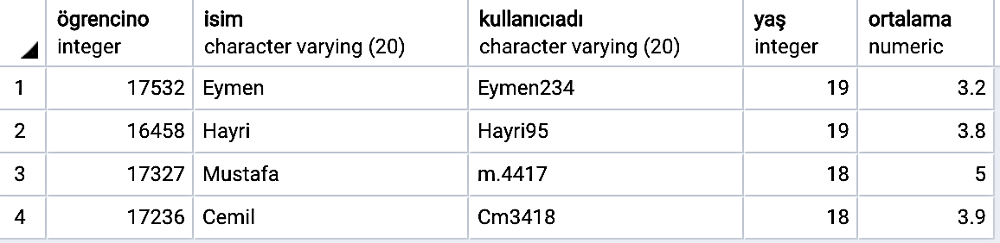 ögrencino isim kullanıcıadı yaş ortalama
integer character varying (20) character varying (20) integer numeric
1 17532 Eymen Eymen234 19 3.2
2 16458 Hayri Hayri95 19 3.8
3 17327 Mustafa m.4417 18 5
4 17236 Cemil Cm3418 18 3.9